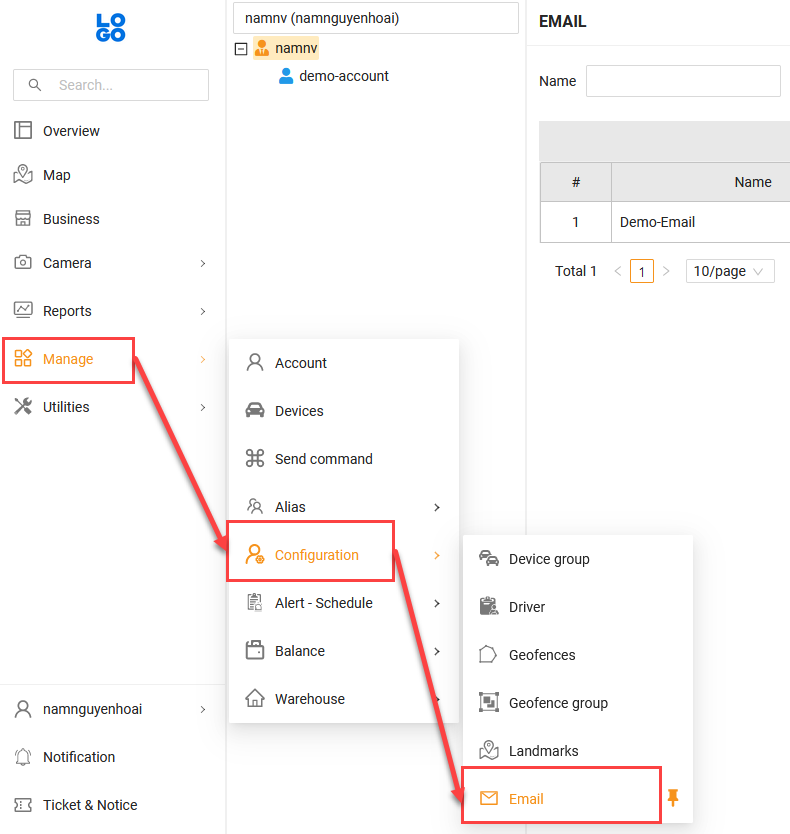 LO
GO
Search...
Overview
Map
Business
Camera
Reports
Manage
Utilities
namnguyenhoai
Notification
Ticket & Notice
namnv (namnguyenhoai)
namnv
demo-account
Account
Devices
Send command
Alias
Configuration
Alert - Schedule
Balance
Warehouse
Device group
Driver
Geofences
Geofence group
Landmarks
Email
EMAIL
Name
# Name
1 Demo-Email
Total 1 < 1 > 10/page